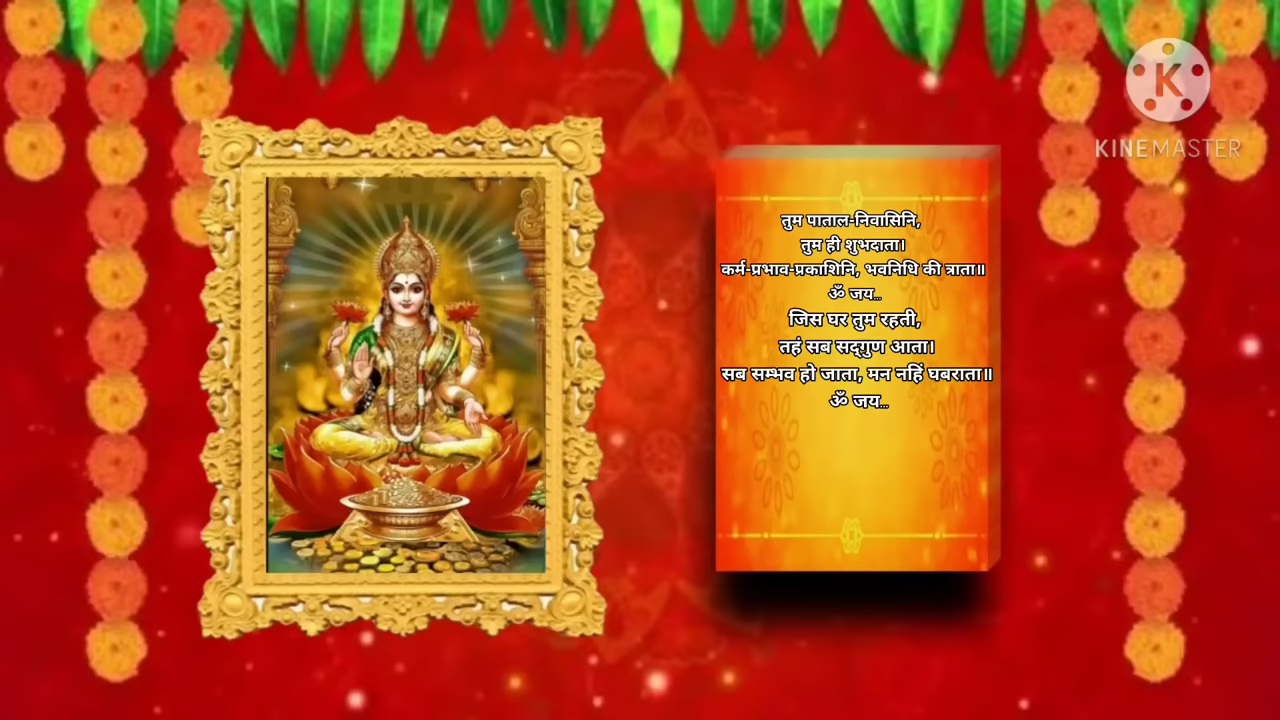 तुम पाताल-निवासिनि,
तुम ही शुभदाता।
कर्म-प्रभाव-प्रकाशिनि, भवनिधि की त्राता॥
ॐ जय...
जिस घर तुम रहती,
तहं सब सद्‌गुण आता।
सब सम्भव हो जाता, मन नहिं घबराता॥
ॐ जय...
K
KINEMASTER